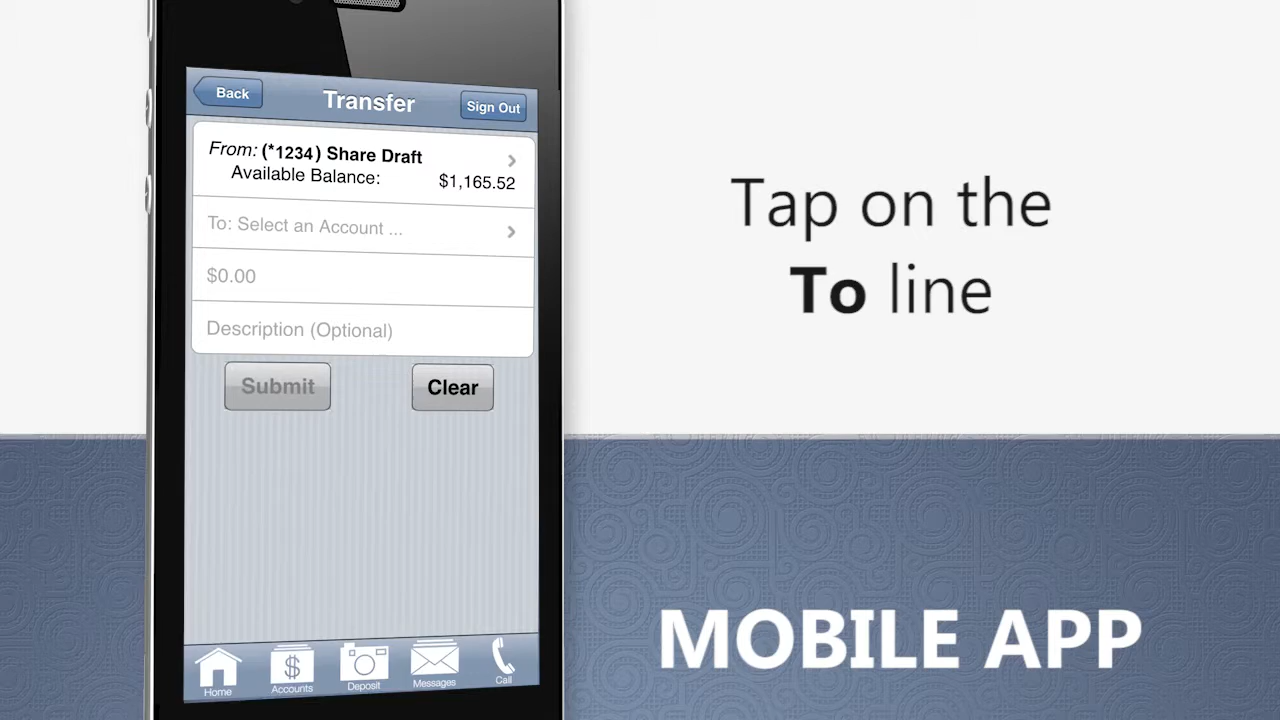 Back
Transfer
Sign Out
From: (*1234) Share Draft
Available Balance: $1,165.52
To: Select an Account ...
$0.00
Description (Optional)
Submit
Clear
Home
Accounts
Deposit
Messages
Call
Tap on the
To line
MOBILE APP